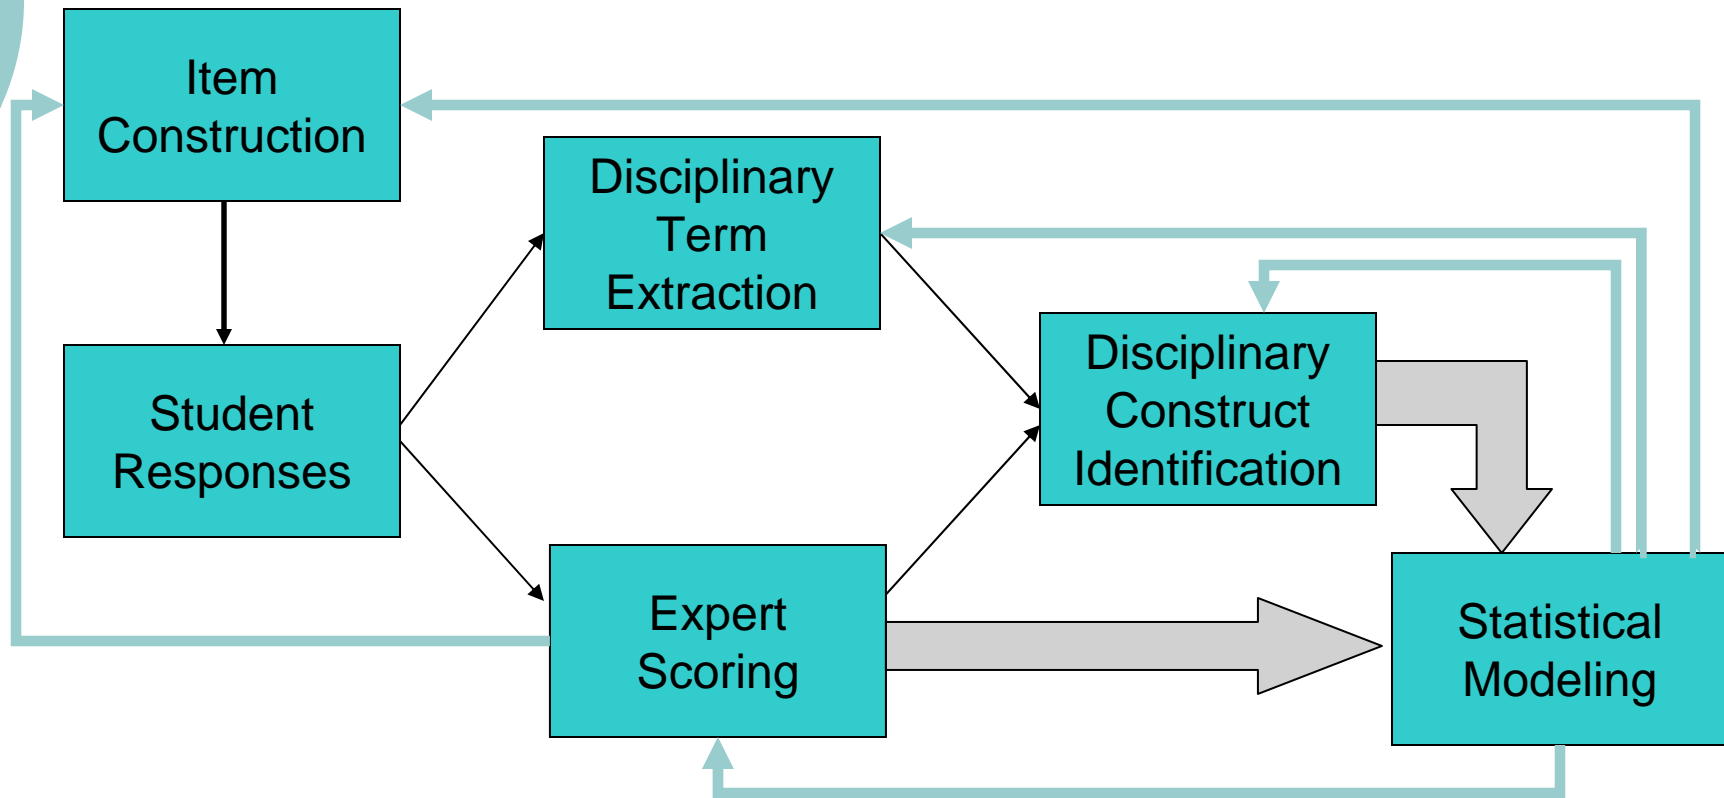 Item
Construction
Disciplinary
Term
Extraction
Student
Responses
Disciplinary
Construct
Identification
Expert
Scoring
Statistical
Modeling